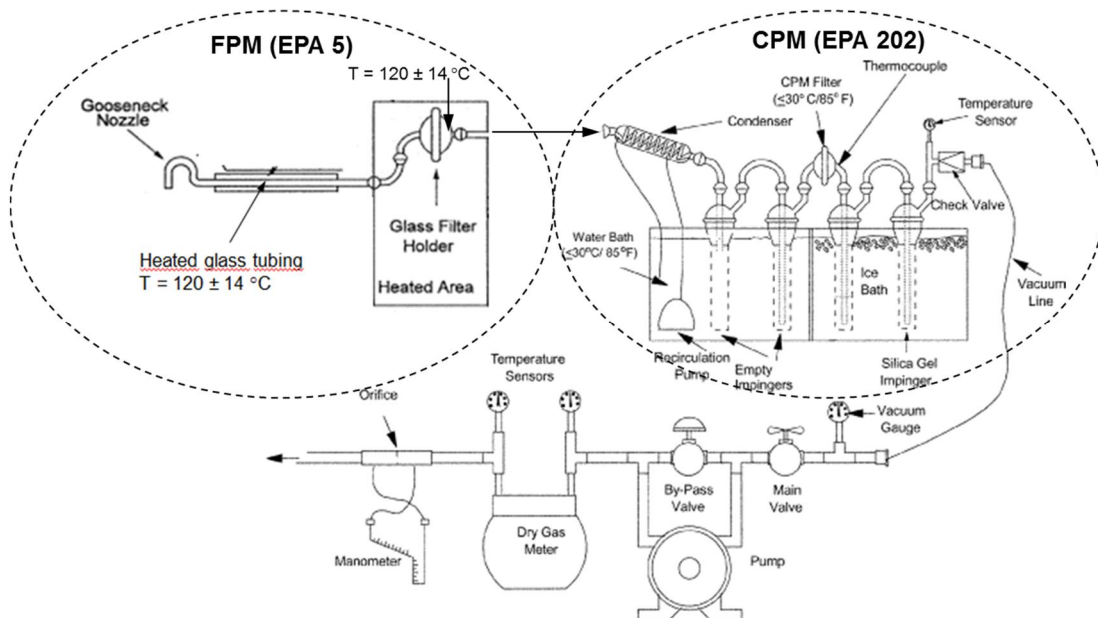 FPM (EPA 5)
T = 120 ± 14 °C
Gooseneck
Nozzle
Glass Filter
Holder
Heated Area
Heated glass tubing
T = 120 ± 14 °C
CPM (EPA 202)
CPM Filter
(≤30° C/85° F)
Thermocouple
Temperature
Sensor
Condenser
Check Valve
Water Bath
(≤30°C/ 85°F)
Ice
Bath
Vacuum
Line
Recirculation
Pump
Empty
Impingers
Silica Gel
Impinger
Temperature
Sensors
Orifice
Vacuum
Gauge
By-Pass
Valve
Main
Valve
Dry Gas
Meter
Manometer
Pump